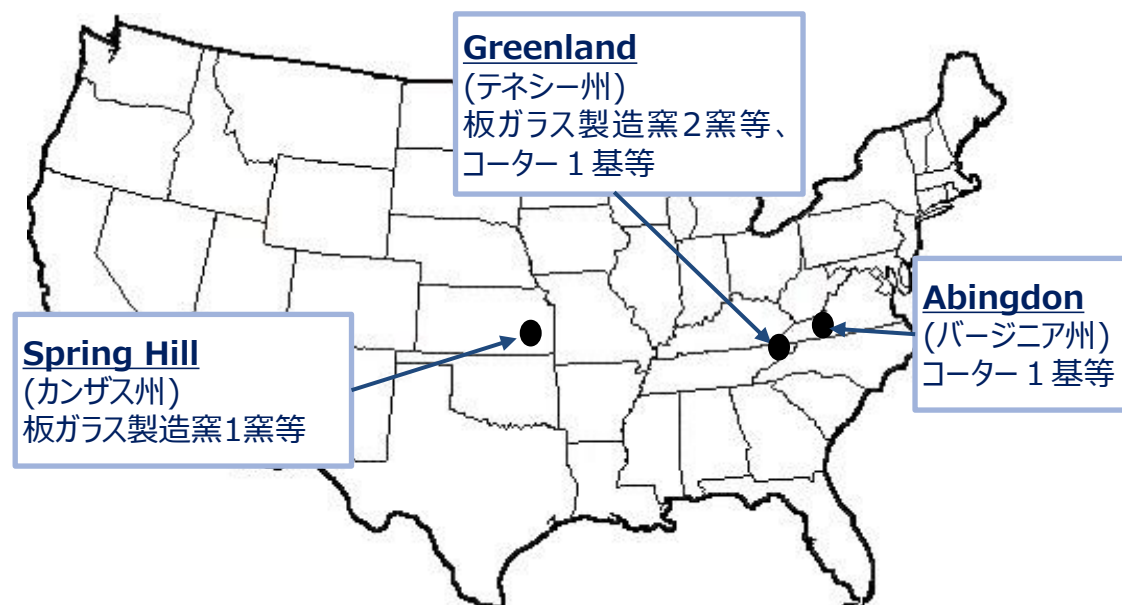 Greenland
(テネシー州)
板ガラス製造窯2窯等、
コーター１基等
Abingdon
(バージニア州)
コーター１基等
Spring Hill
(カンザス州)
板ガラス製造窯1窯等